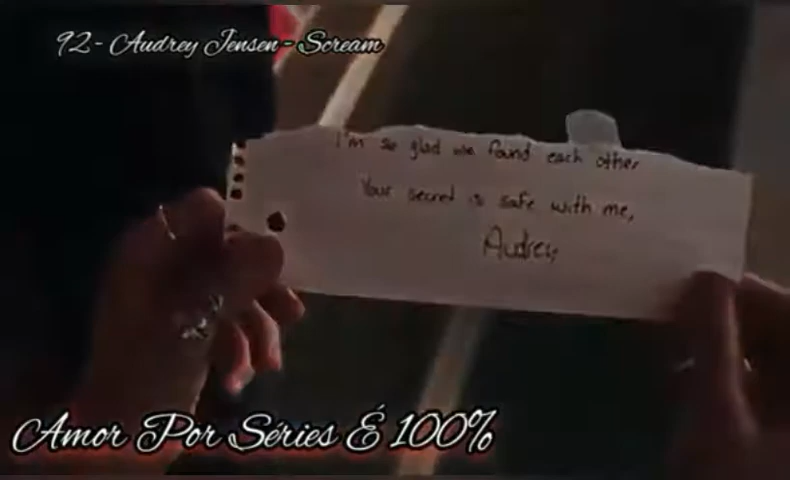 92- Audrey Jensen - Scream
I'm so glad we found each other
Your secret is safe with me,
Audrey
Amor Por Séries É 100%